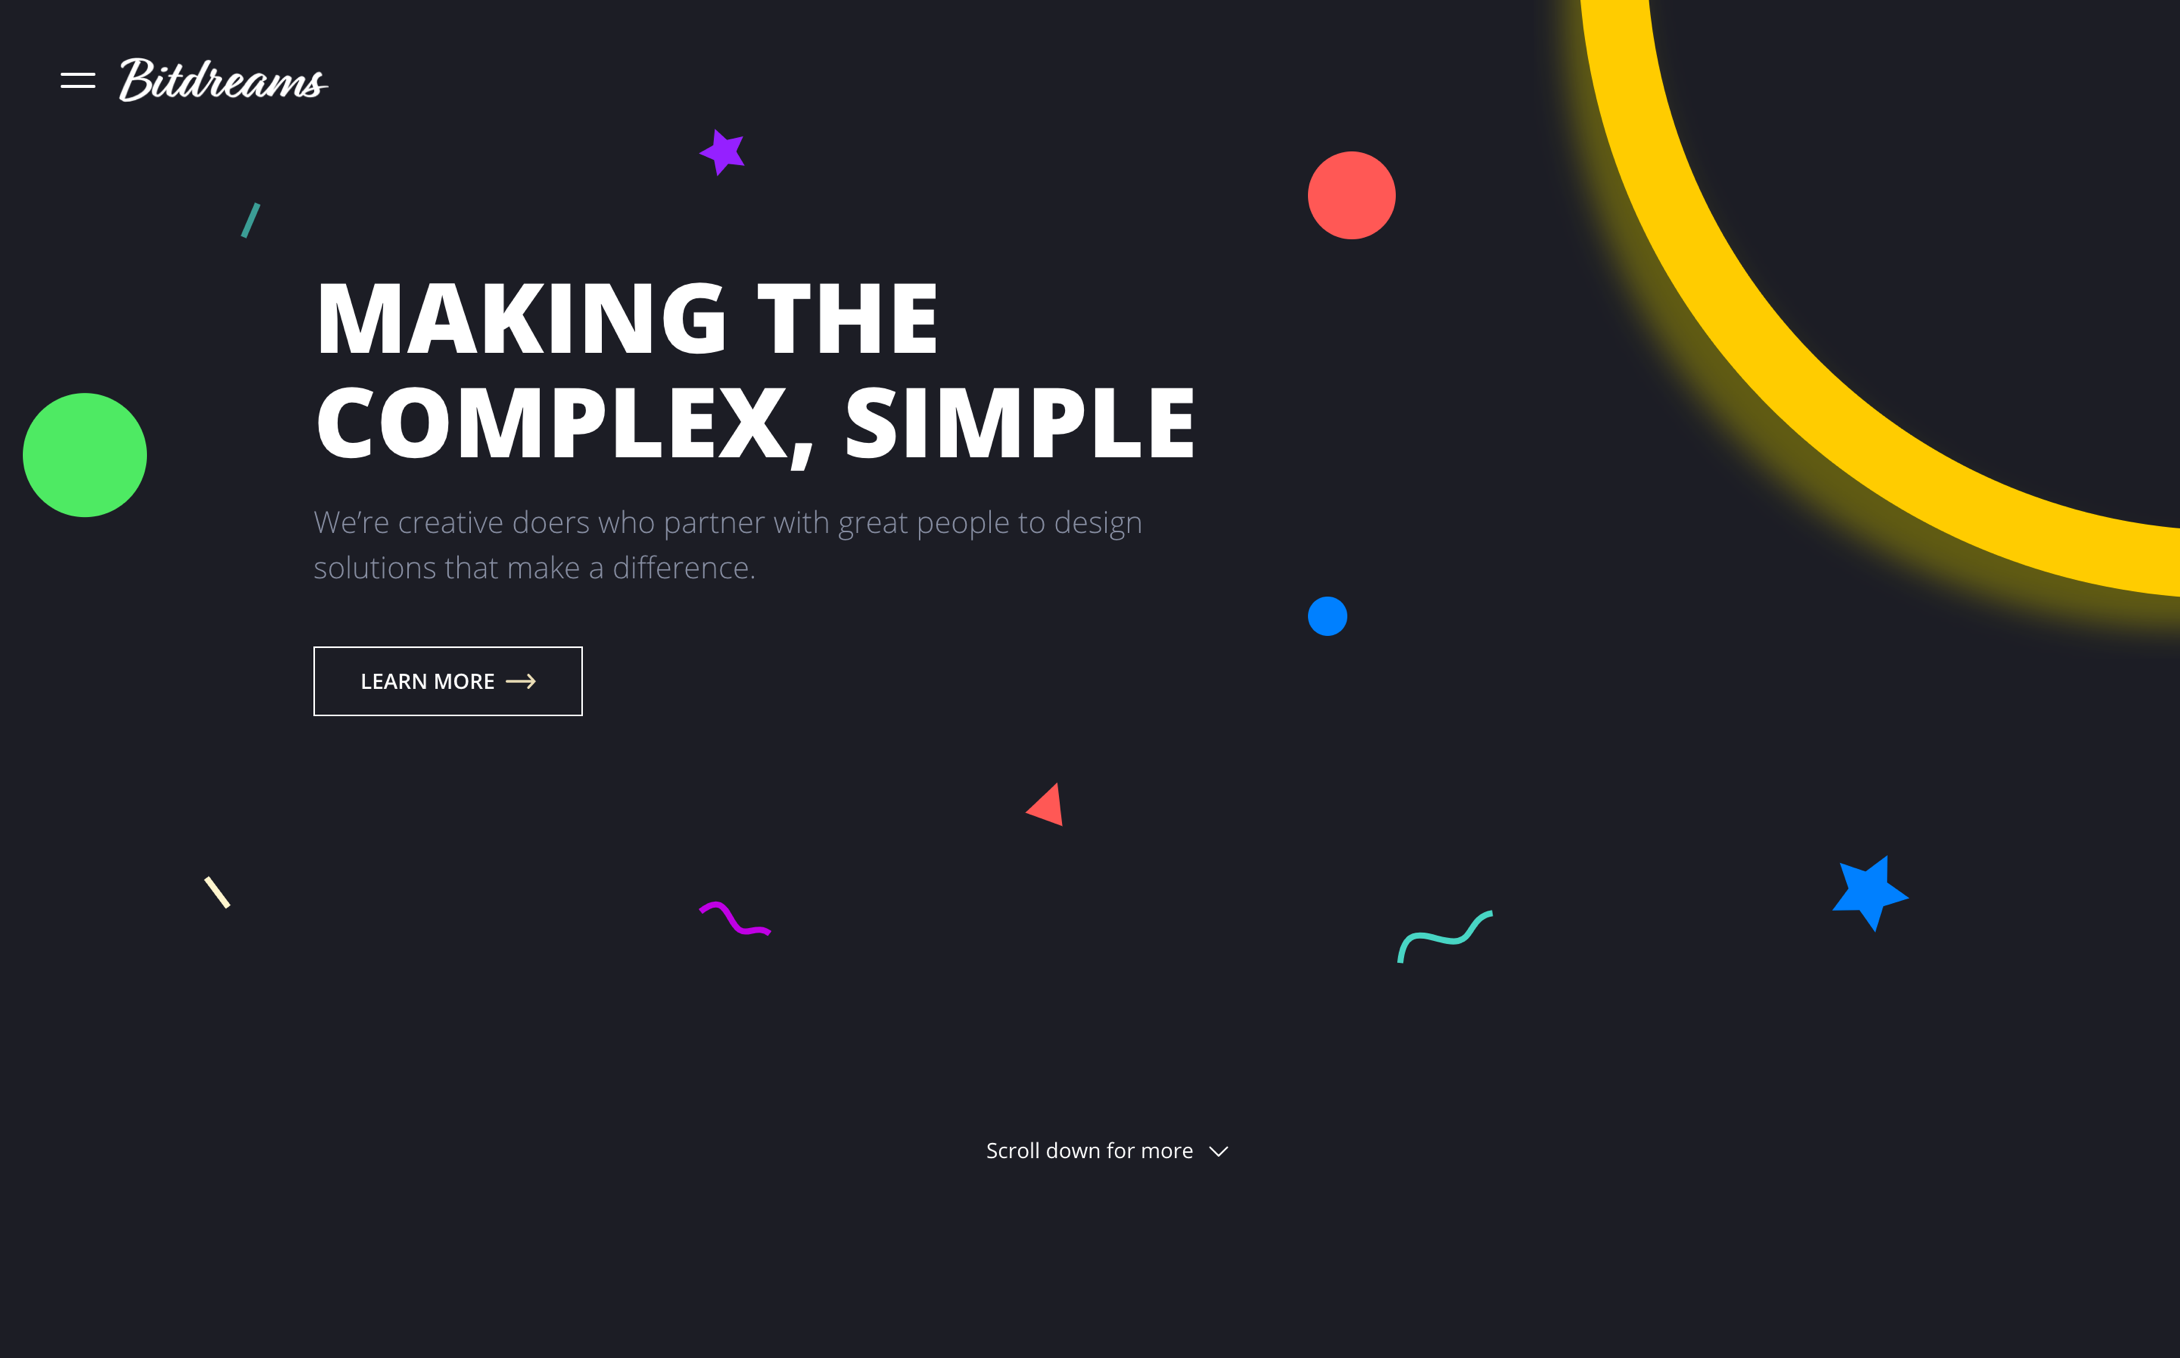 Bitdreams
MAKING THE
COMPLEX, SIMPLE
We’re creative doers who partner with great people to design
solutions that make a difference.
LEARN MORE
Scroll down for more